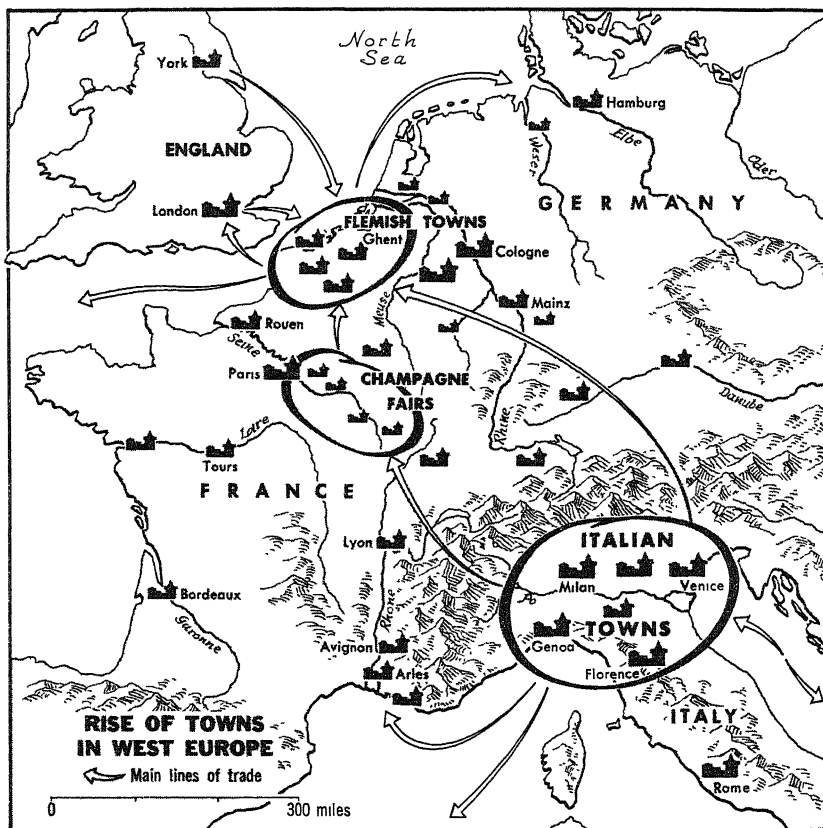 North
Sea
York
Hamburg
Elbe
Weser
Oder
ENGLAND
GERMANY
London
FLEMISH TOWNS
Ghent
Cologne
Mainz
Meuse
Rouen
Seine
Paris
CHAMPAGNE
FAIRS
Danube
Rhine
Loire
Tours
FRANCE
ITALIAN
Lyon
Milan
Venice
Bordeaux
Rhone
TOWNS
Garonne
Genoa
Avignon
Florence
Arles
RISE OF TOWNS
IN WEST EUROPE
Main lines of trade
ITALY
Rome
0 300 miles